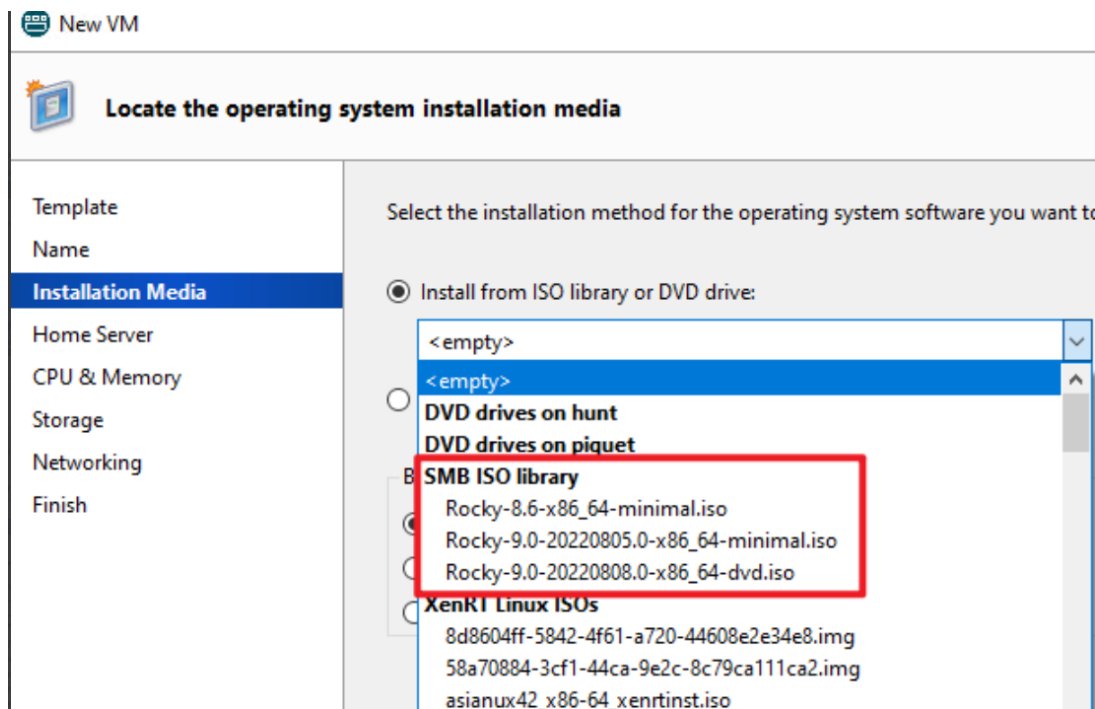 New VM
Locate the operating system installation media
Template
Name
Installation Media
Home Server
CPU & Memory
Storage
Networking
Finish
Select the installation method for the operating system software you want
Install from ISO library or DVD drive:
<empty>
<empty>
DVD drives on hunt
DVD drives on piquet
SMB ISO library
Rocky-8.6-x86_64-minimal.iso
Rocky-9.0-20220805.0-x86_64-minimal.iso
Rocky-9.0-20220808.0-x86_64-dvd.iso
XenRT Linux ISOs
8d8604ff-5842-4f61-a720-44608e2e34e8.img
58a70884-3cf1-44ca-9e2c-8c79ca111ca2.img
asianux42_x86-64_xenrtinst.iso